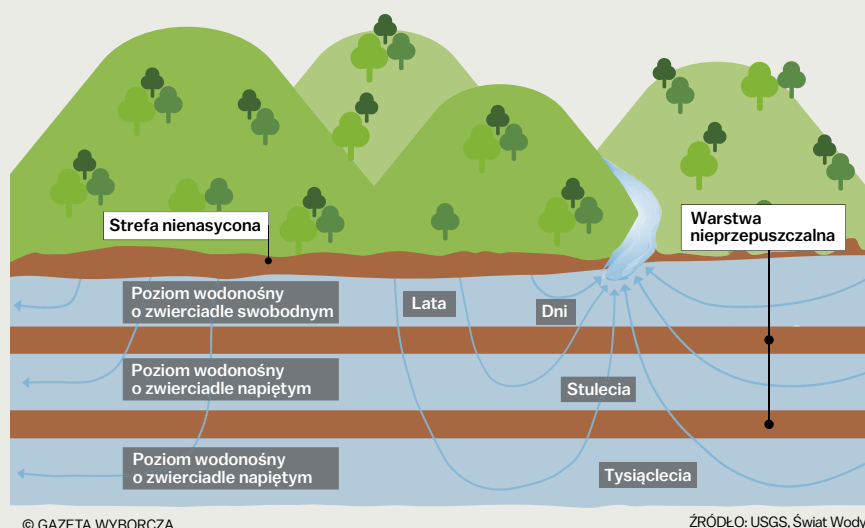 Strefa nienasycona
Warstwa
nieprzepuszczalna
Poziom wodonośny
o zwierciadle swobodnym
Lata
Dni
Poziom wodonośny
o zwierciadle napiętym
Stulecia
Poziom wodonośny
o zwierciadle napiętym
Tysiąclecia
© GAZETA WYBORCZA
ŹRÓDŁO: USGS, Świat Wody